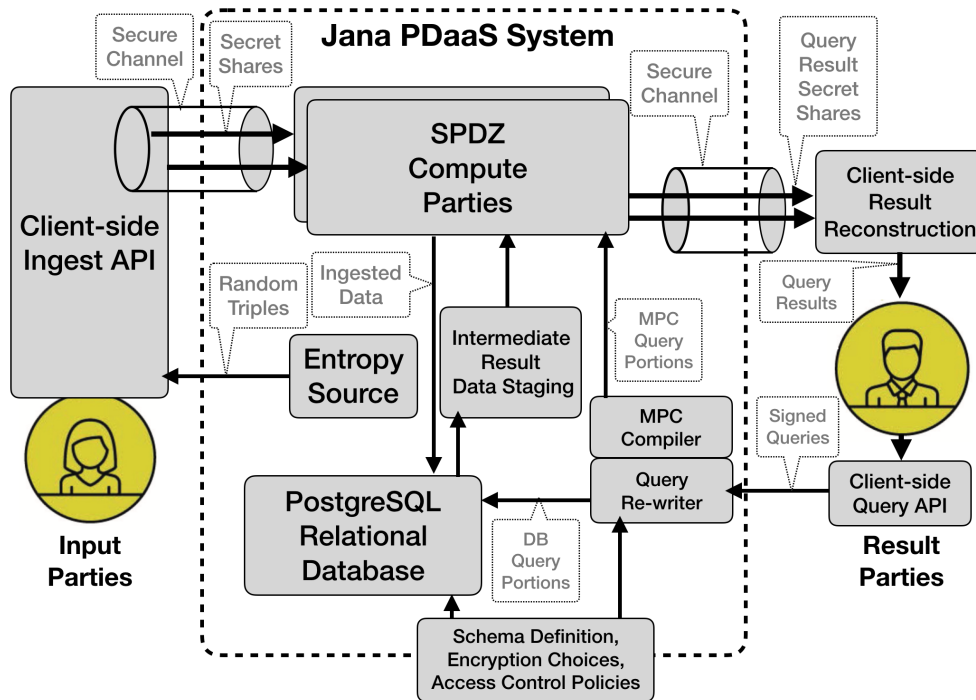 Jana PDaaS System
Secure
Channel
Secret
Shares
Secure
Channel
Query
Result
Secret
Shares
SPDZ
Compute
Parties
Client-side
Ingest API
Client-side
Result
Reconstruction
Random
Triples
Ingested
Data
Query
Results
Entropy
Source
Intermediate
Result
Data Staging
MPC
Query
Portions
MPC
Compiler
Signed
Queries
Query
Re-writer
Client-side
Query API
PostgreSQL
Relational
Database
DB
Query
Portions
Input
Parties
Result
Parties
Schema Definition,
Encryption Choices,
Access Control Policies